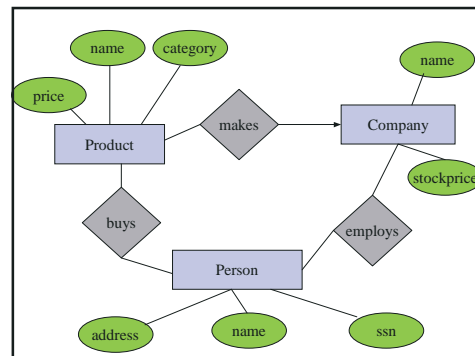 name
category
name
price
makes
Company
Product
stockprice
buys
employs
Person
address
name
ssn